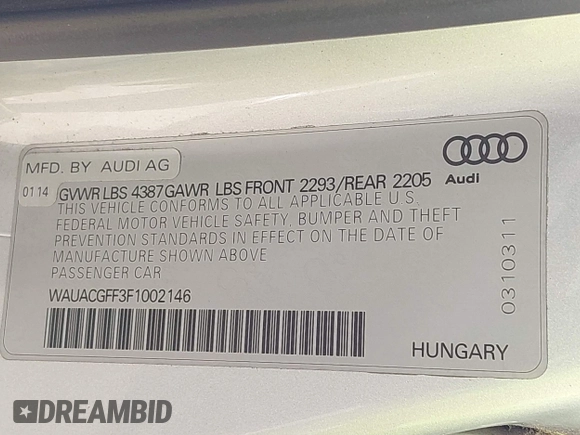 MFD. BY AUDI AG
01 14 GVWR LBS 4387 GAWR LBS FRONT 2293/REAR 2205
Audi
THIS VEHICLE CONFORMS TO ALL APPLICABLE U.S.
FEDERAL MOTOR VEHICLE SAFETY, BUMPER AND THEFT
PREVENTION STANDARDS IN EFFECT ON THE DATE OF
MANUFACTURE SHOWN ABOVE
PASSENGER CAR
WAUACGFF3F1002146
0310311
HUNGARY
DREAMBID